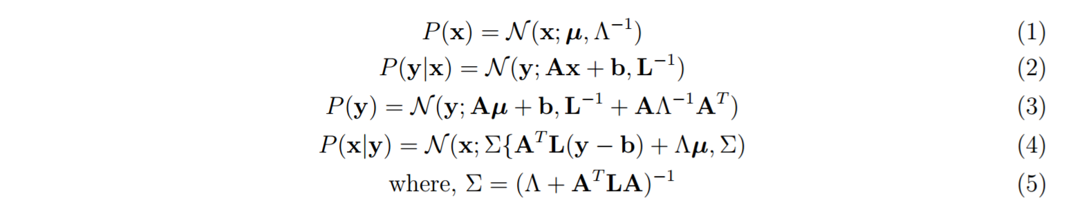 P(x) = 𝒩(x; μ, Λ⁻¹) (1)
P(y|x) = 𝒩(y; Ax + b, L⁻¹) (2)
P(y) = 𝒩(y; Aμ + b, L⁻¹ + AΛ⁻¹Aᵀ) (3)
P(x|y) = 𝒩(x; Σ{AᵀL(y − b) + Λμ, Σ) (4)
where, Σ = (Λ + AᵀLA)⁻¹ (5)